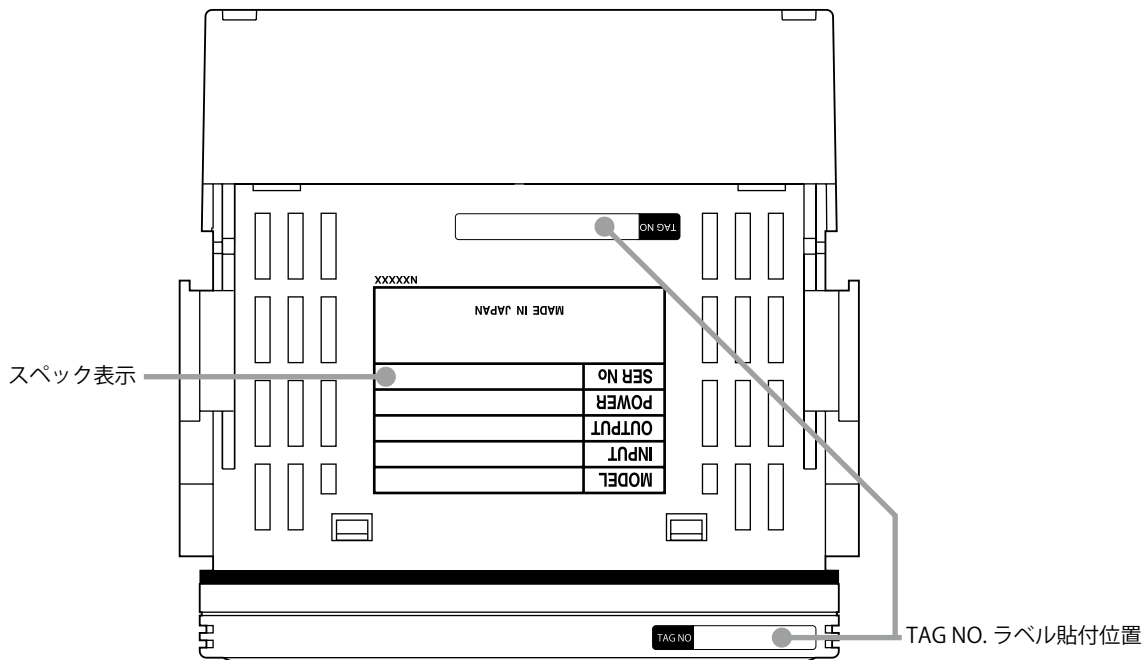 TAG NO
NXXXXX
MADE IN JAPAN
スペック表示
SER No
POWER
OUTPUT
INPUT
MODEL
TAG NO
TAG NO. ラベル貼付位置